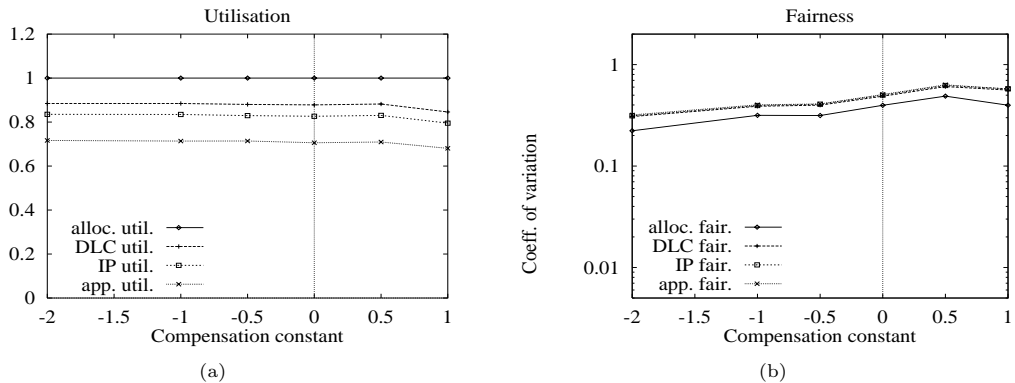 Utilisation
1.2
1
0.8
0.6
0.4
0.2
0
alloc. util.
DLC util.
IP util.
app. util.
-2 -1.5 -1 -0.5 0 0.5 1
Compensation constant
(a)
Fairness
Coeff. of variation
1
0.1
0.01
alloc. fair.
DLC fair.
IP fair.
app. fair.
-2 -1.5 -1 -0.5 0 0.5 1
Compensation constant
(b)